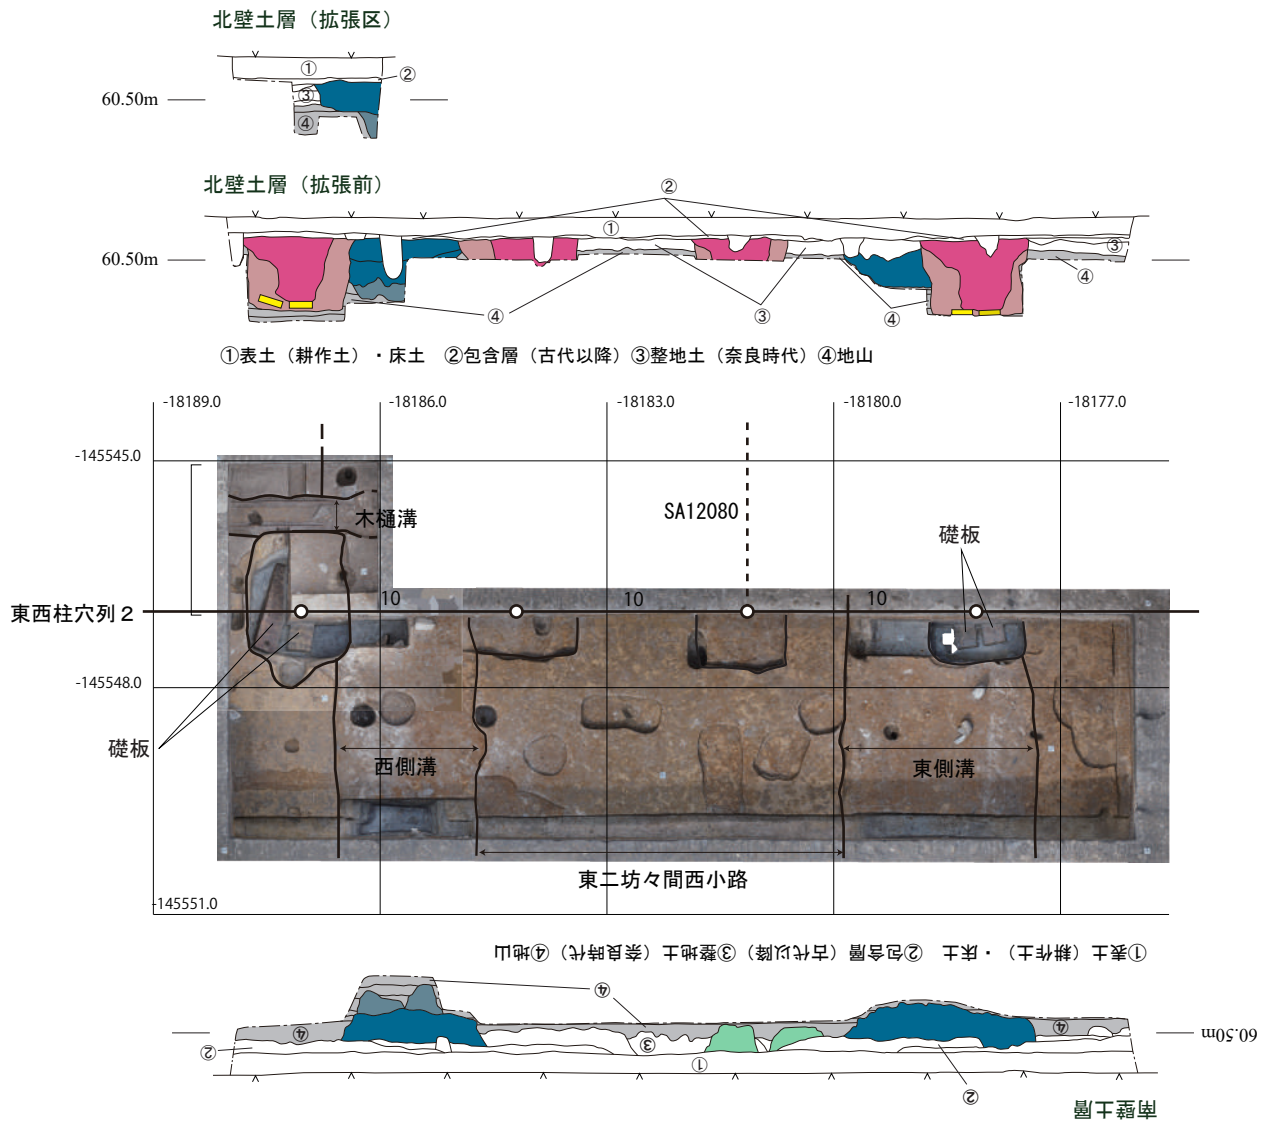 北壁土層（拡張区）
①
②
③
④
60.50m
北壁土層（拡張前）
②
①
③
60.50m
④
④
③
④
①表土（耕作土）・床土　②包含層（古代以降）③整地土（奈良時代）④地山
-18189.0
-18186.0
-18183.0
-18180.0
-18177.0
-145545.0
木樋溝
SA12080
礎板
東西柱穴列２
10
10
10
-145548.0
礎板
西側溝
東側溝
東二坊々間西小路
-145551.0
①表土（耕作土）・床土　②包含層（古代以降）③整地土（奈良時代）④地山
④
④
③
④
60.50m
②
①
②
南壁土層